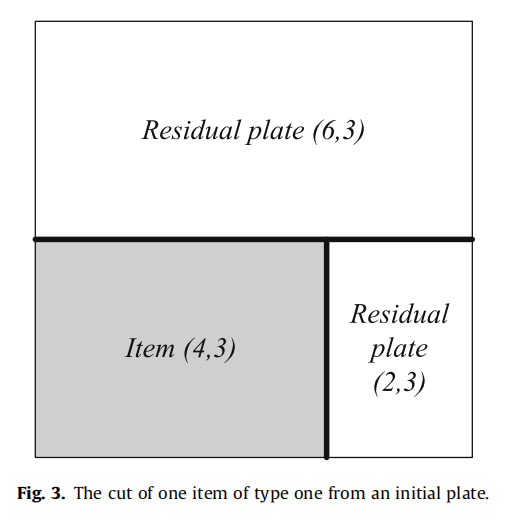 Residual plate (6,3)
Item (4,3)
Residual
plate
(2,3)
Fig. 3. The cut of one item of type one from an initial plate.